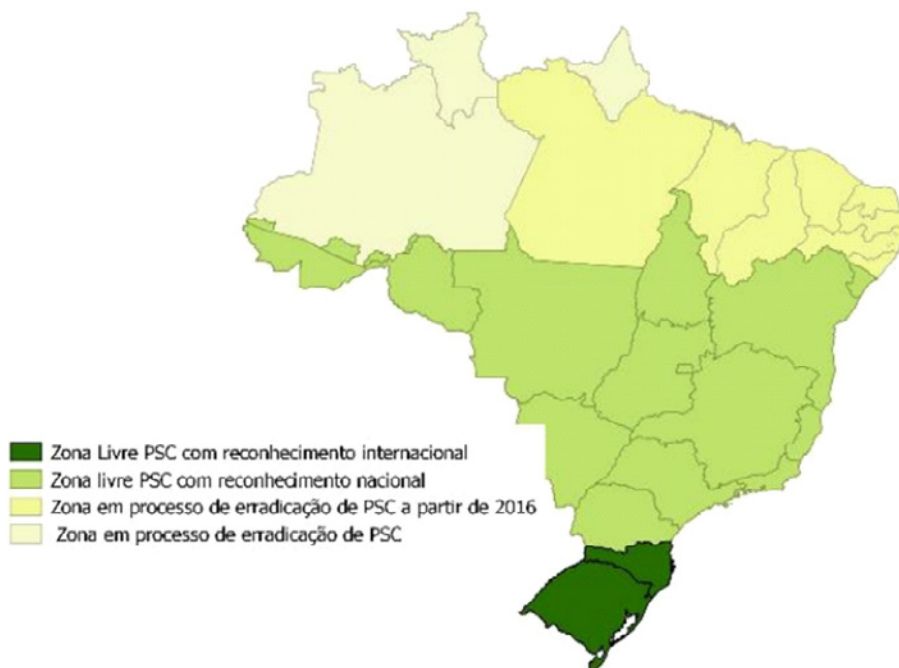 Zona Livre PSC com reconhecimento internacional
Zona livre PSC com reconhecimento nacional
Zona em processo de erradicação de PSC a partir de 2016
Zona em processo de erradicação de PSC